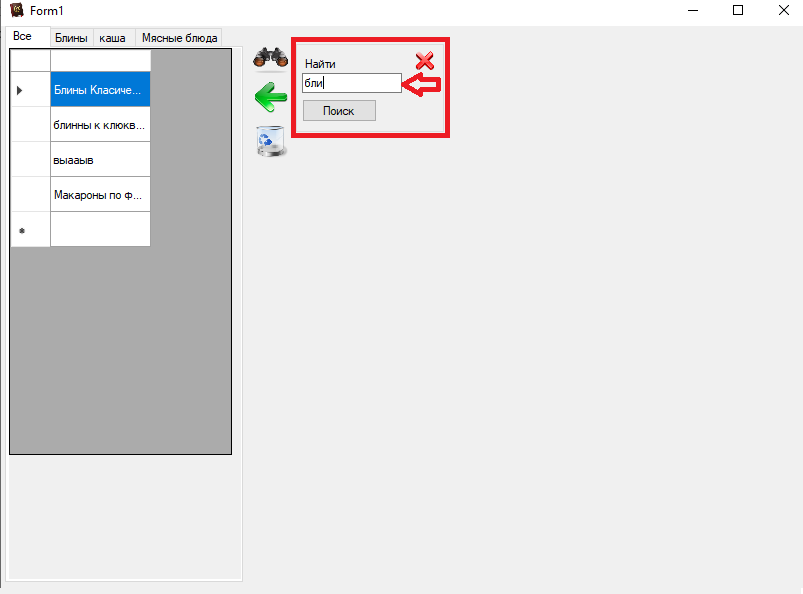 Form1
Все Блины каша Мясные блюда
Блины Класиче...
блинны к клюкв...
выааыв
Макароны по ф...
Найти
бли
Поиск